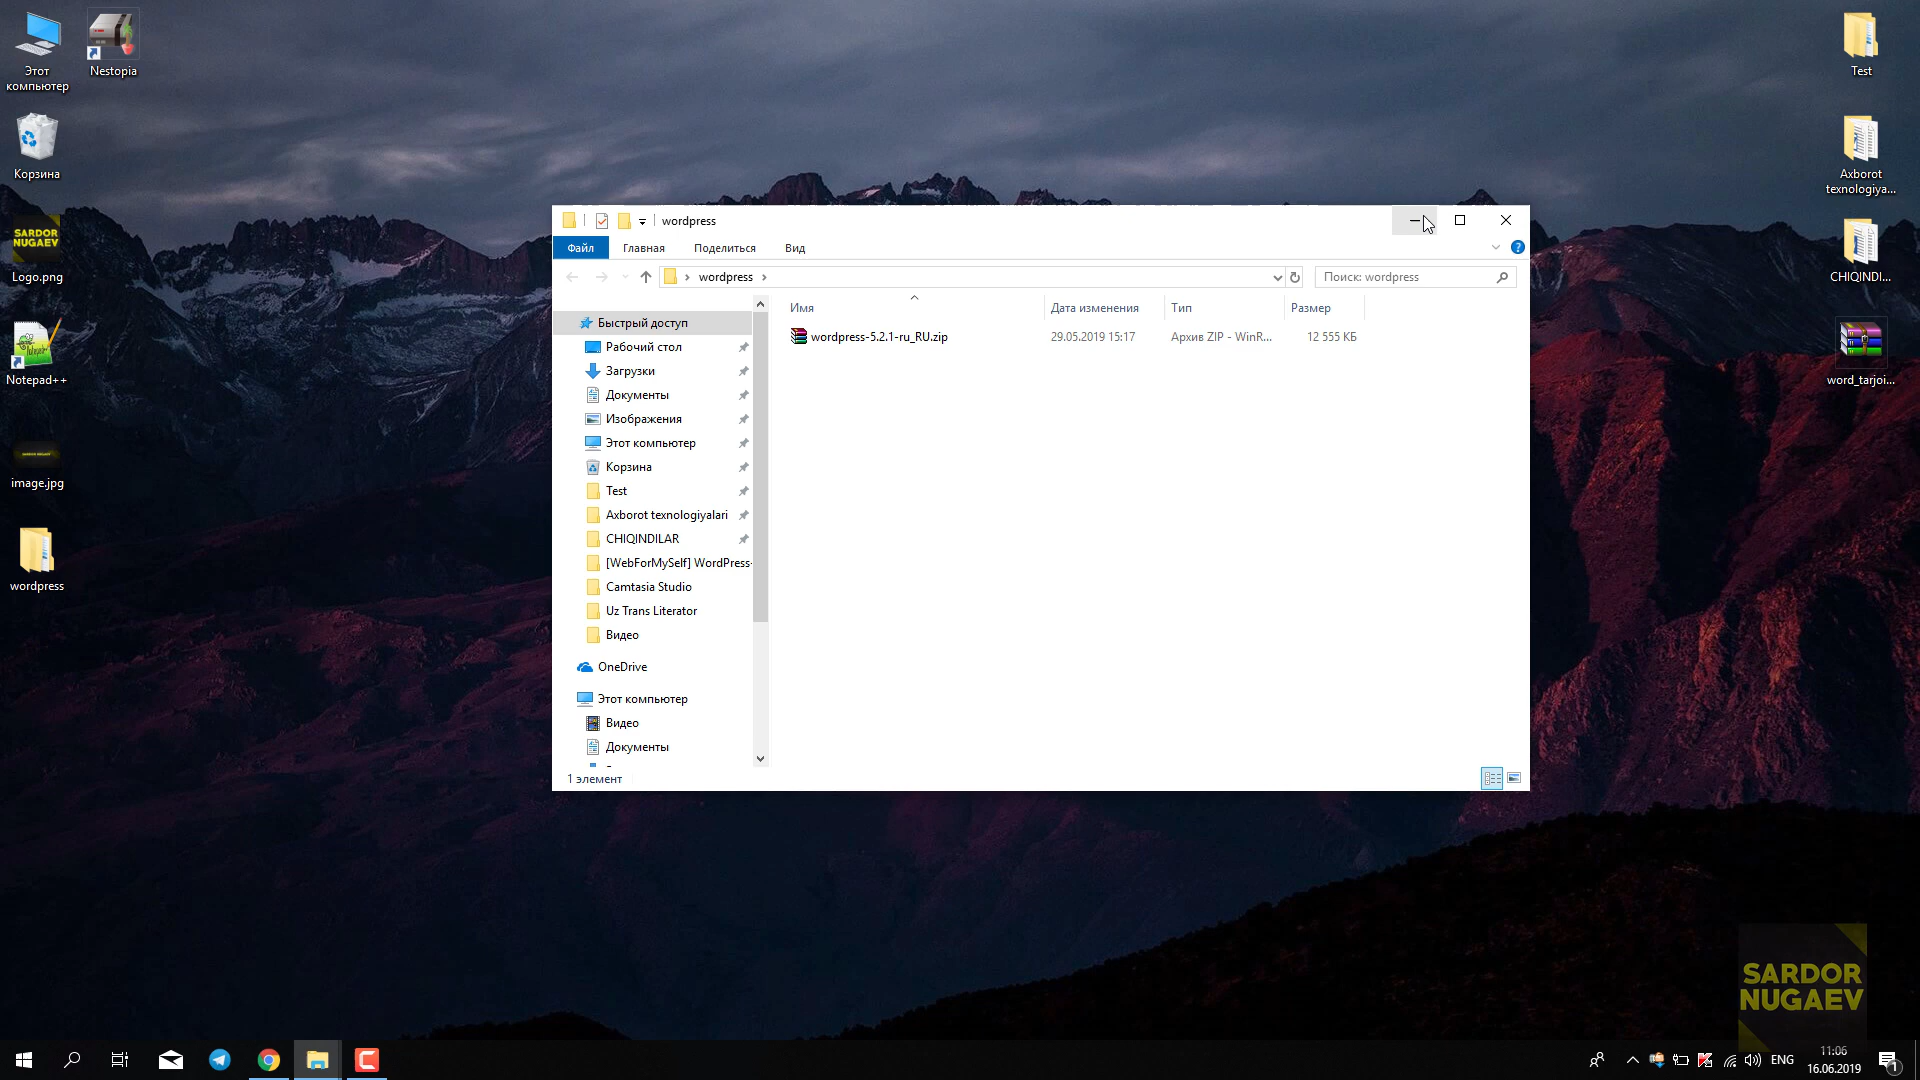 Этот
компьютер
Nestopia
Корзина
SARDOR
NUGAEV
Logo.png
Notepad++
image.jpg
wordpress
Test
Axborot
texnologiya...
CHIQINDI...
word_tarjoi...
wordpress
Файл
Главная
Поделиться
Вид
wordpress
Поиск: wordpress
Имя
Дата изменения
Тип
Размер
wordpress-5.2.1-ru_RU.zip
29.05.2019 15:17
Архив ZIP - WinR...
12 555 КБ
Быстрый доступ
Рабочий стол
Загрузки
Документы
Изображения
Этот компьютер
Корзина
Test
Axborot texnologiyalari
CHIQINDILAR
[WebForMySelf] WordPress-
Camtasia Studio
Uz Trans Literator
Видео
OneDrive
Этот компьютер
Видео
Документы
1 элемент
SARDOR
NUGAEV
ENG
11:06
16.06.2019
1